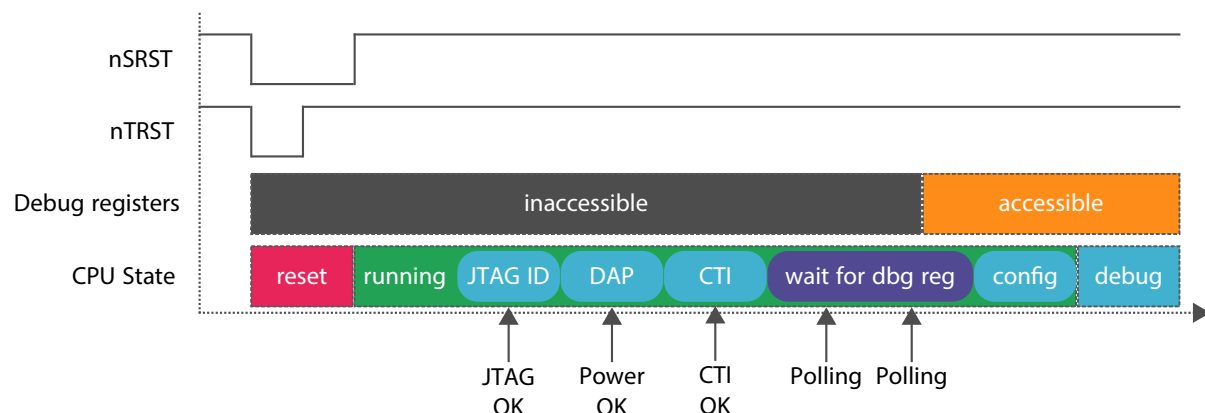 nSRST
nTRST
Debug registers
inaccessible
accessible
CPU State
reset
running
JTAG ID
DAP
CTI
wait for dbg reg
config
debug
JTAG
OK
Power
OK
CTI
OK
Polling
Polling